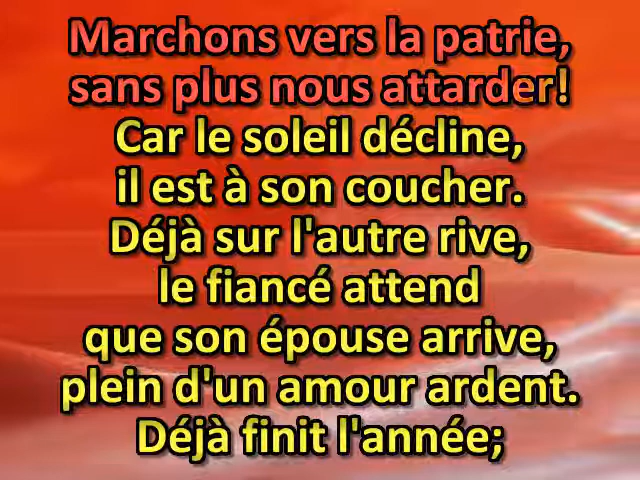 Marchons vers la patrie,
sans plus nous attarder!
Car le soleil décline,
il est à son coucher.
Déjà sur l'autre rive,
le fiancé attend
que son épouse arrive,
plein d'un amour ardent.
Déjà finit l'année;